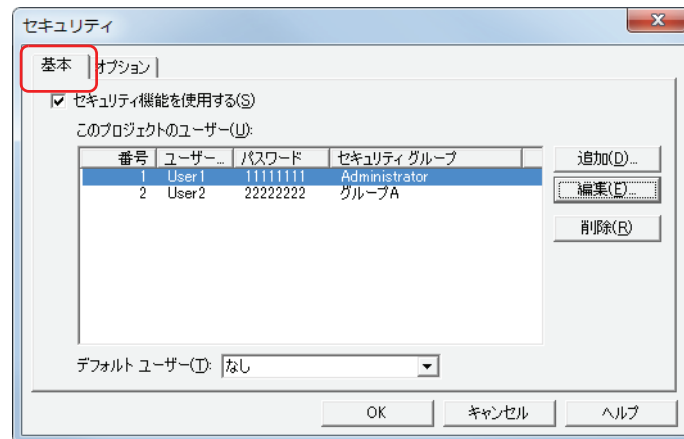 セキュリティ
基本 オプション
セキュリティ機能を使用する(S)
このプロジェクトのユーザー(U):
番号 ユーザー... パスワード セキュリティ グループ
1 User1 11111111 Administrator
2 User2 22222222 グループA
追加(D)...
編集(E)...
削除(R)
デフォルト ユーザー(T): なし
OK キャンセル ヘルプ